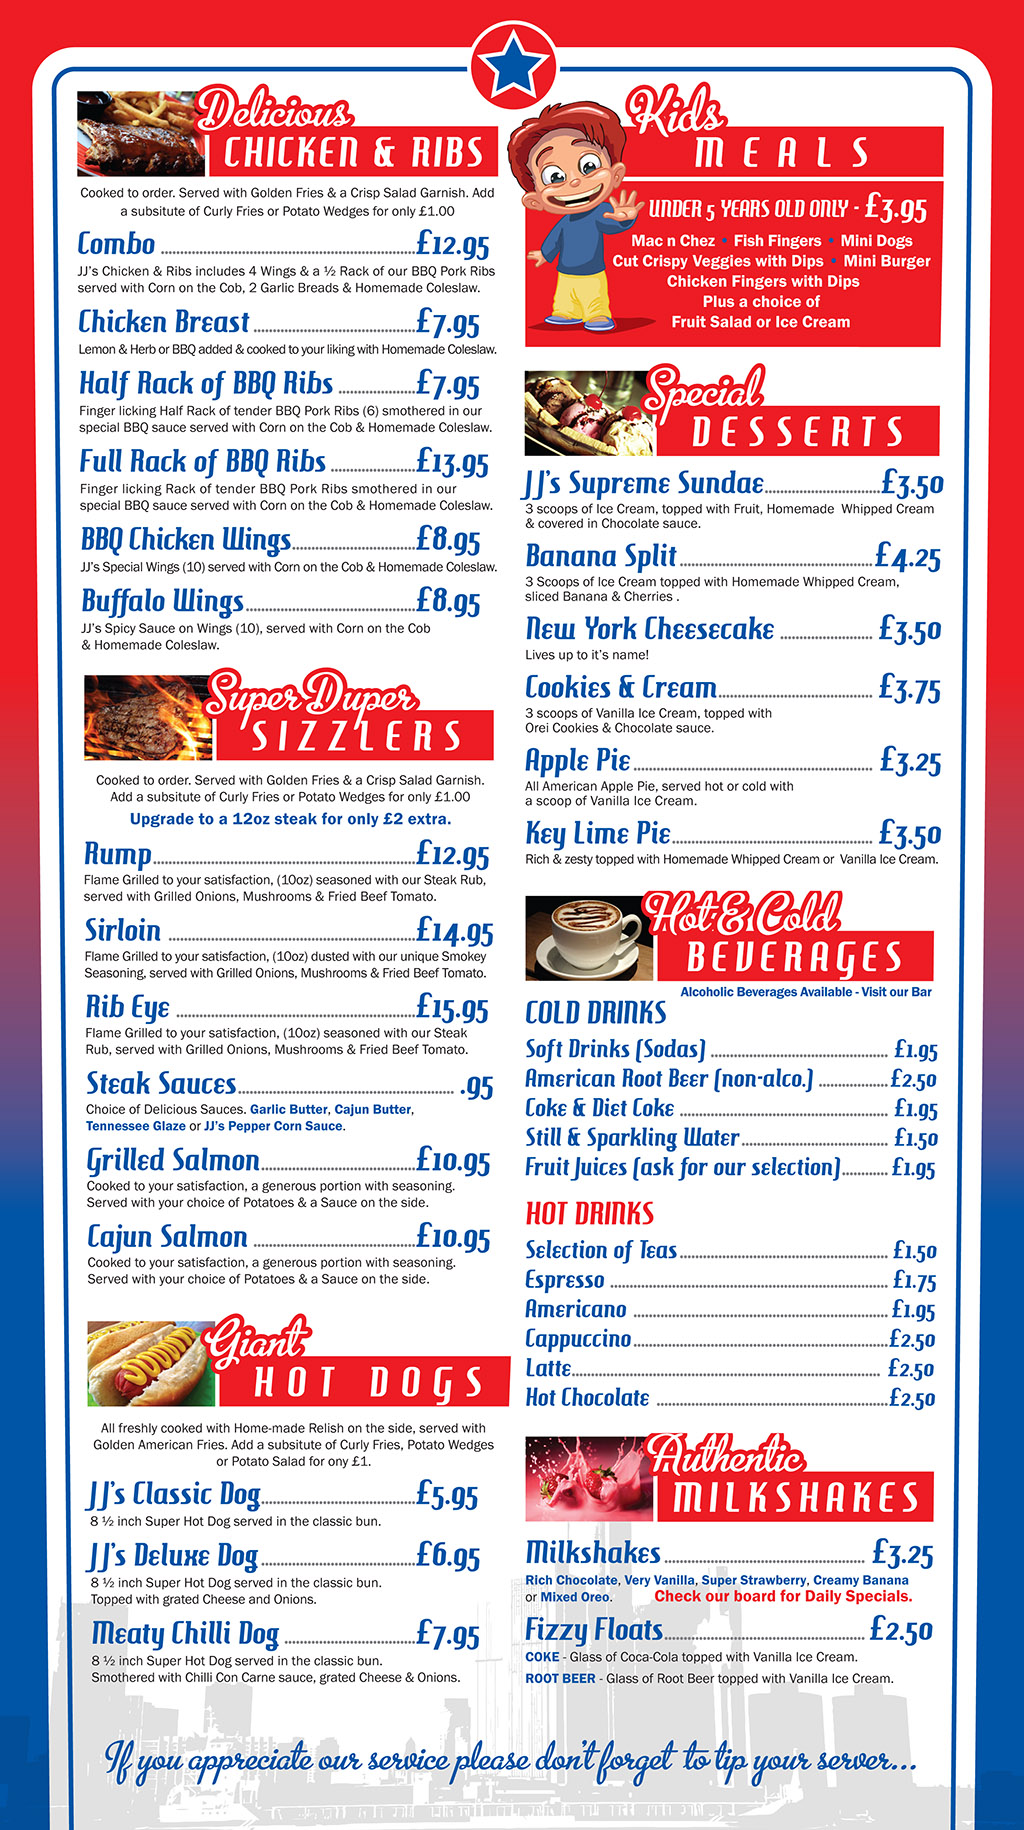 Delicious
CHICKEN & RIBS
Cooked to order. Served with Golden Fries & a Crisp Salad Garnish. Add
a subsitute of Curly Fries or Potato Wedges for only £1.00
Combo ........ £12.95
JJ's Chicken & Ribs includes 4 Wings & a ½ Rack of our BBQ Pork Ribs
served with Corn on the Cob, 2 Garlic Breads & Homemade Coleslaw.
Chicken Breast ........ £7.95
Lemon & Herb or BBQ added & cooked to your liking with Homemade Coleslaw.
Half Rack of BBQ Ribs ........ £7.95
Finger licking Half Rack of tender BBQ Pork Ribs (6) smothered in our
special BBQ sauce served with Corn on the Cob & Homemade Coleslaw.
Full Rack of BBQ Ribs ........ £13.95
Finger licking Rack of tender BBQ Pork Ribs smothered in our
special BBQ sauce served with Corn on the Cob & Homemade Coleslaw.
BBQ Chicken Wings ........ £8.95
JJ's Special Wings (10) served with Corn on the Cob & Homemade Coleslaw.
Buffalo Wings ........ £8.95
JJ's Spicy Sauce on Wings (10), served with Corn on the Cob
& Homemade Coleslaw.
Super Duper
SIZZLERS
Cooked to order. Served with Golden Fries & a Crisp Salad Garnish.
Add a subsitute of Curly Fries or Potato Wedges for only £1.00
Upgrade to a 12oz steak for only £2 extra.
Rump ........ £12.95
Flame Grilled to your satisfaction, (10oz) seasoned with our Steak Rub,
served with Grilled Onions, Mushrooms & Fried Beef Tomato.
Sirloin ........ £14.95
Flame Grilled to your satisfaction, (10oz) dusted with our unique Smokey
Seasoning, served with Grilled Onions, Mushrooms & Fried Beef Tomato.
Rib Eye ........ £15.95
Flame Grilled to your satisfaction, (10oz) seasoned with our Steak
Rub, served with Grilled Onions, Mushrooms & Fried Beef Tomato.
Steak Sauces ........ .95
Choice of Delicious Sauces. Garlic Butter, Cajun Butter,
Tennessee Glaze or JJ's Pepper Corn Sauce.
Grilled Salmon ........ £10.95
Cooked to your satisfaction, a generous portion with seasoning.
Served with your choice of Potatoes & a Sauce on the side.
Cajun Salmon ........ £10.95
Cooked to your satisfaction, a generous portion with seasoning.
Served with your choice of Potatoes & a Sauce on the side.
Giant
HOT DOGS
All freshly cooked with Home-made Relish on the side, served with
Golden American Fries. Add a subsitute of Curly Fries, Potato Wedges
or Potato Salad for ony £1.
JJ's Classic Dog ........ £5.95
8 ½ inch Super Hot Dog served in the classic bun.
JJ's Deluxe Dog ........ £6.95
8 ½ inch Super Hot Dog served in the classic bun.
Topped with grated Cheese and Onions.
Meaty Chilli Dog ........ £7.95
8 ½ inch Super Hot Dog served in the classic bun.
Smothered with Chilli Con Carne sauce, grated Cheese & Onions.
Kids
MEALS
UNDER 5 YEARS OLD ONLY - £3.95
Mac n Chez • Fish Fingers • Mini Dogs
Cut Crispy Veggies with Dips • Mini Burger
Chicken Fingers with Dips
Plus a choice of
Fruit Salad or Ice Cream
Special
DESSERTS
JJ's Supreme Sundae ........ £3.50
3 scoops of Ice Cream, topped with Fruit, Homemade Whipped Cream
& covered in Chocolate sauce.
Banana Split ........ £4.25
3 Scoops of Ice Cream topped with Homemade Whipped Cream,
sliced Banana & Cherries .
New York Cheesecake ........ £3.50
Lives up to it's name!
Cookies & Cream ........ £3.75
3 scoops of Vanilla Ice Cream, topped with
Orei Cookies & Chocolate sauce.
Apple Pie ........ £3.25
All American Apple Pie, served hot or cold with
a scoop of Vanilla Ice Cream.
Key Lime Pie ........ £3.50
Rich & zesty topped with Homemade Whipped Cream or Vanilla Ice Cream.
Hot & Cold
BEVERAGES
Alcoholic Beverages Available - Visit our Bar
COLD DRINKS
Soft Drinks (Sodas) ........ £1.95
American Root Beer (non-alco.) ........ £2.50
Coke & Diet Coke ........ £1.95
Still & Sparkling Water ........ £1.50
Fruit Juices (ask for our selection) ........ £1.95
HOT DRINKS
Selection of Teas ........ £1.50
Espresso ........ £1.75
Americano ........ £1.95
Cappuccino ........ £2.50
Latte ........ £2.50
Hot Chocolate ........ £2.50
Authentic
MILKSHAKES
Milkshakes ........ £3.25
Rich Chocolate, Very Vanilla, Super Strawberry, Creamy Banana
or Mixed Oreo. Check our board for Daily Specials.
Fizzy Floats ........ £2.50
COKE - Glass of Coca-Cola topped with Vanilla Ice Cream.
ROOT BEER - Glass of Root Beer topped with Vanilla Ice Cream.
If you appreciate our service please don't forget to tip your server...